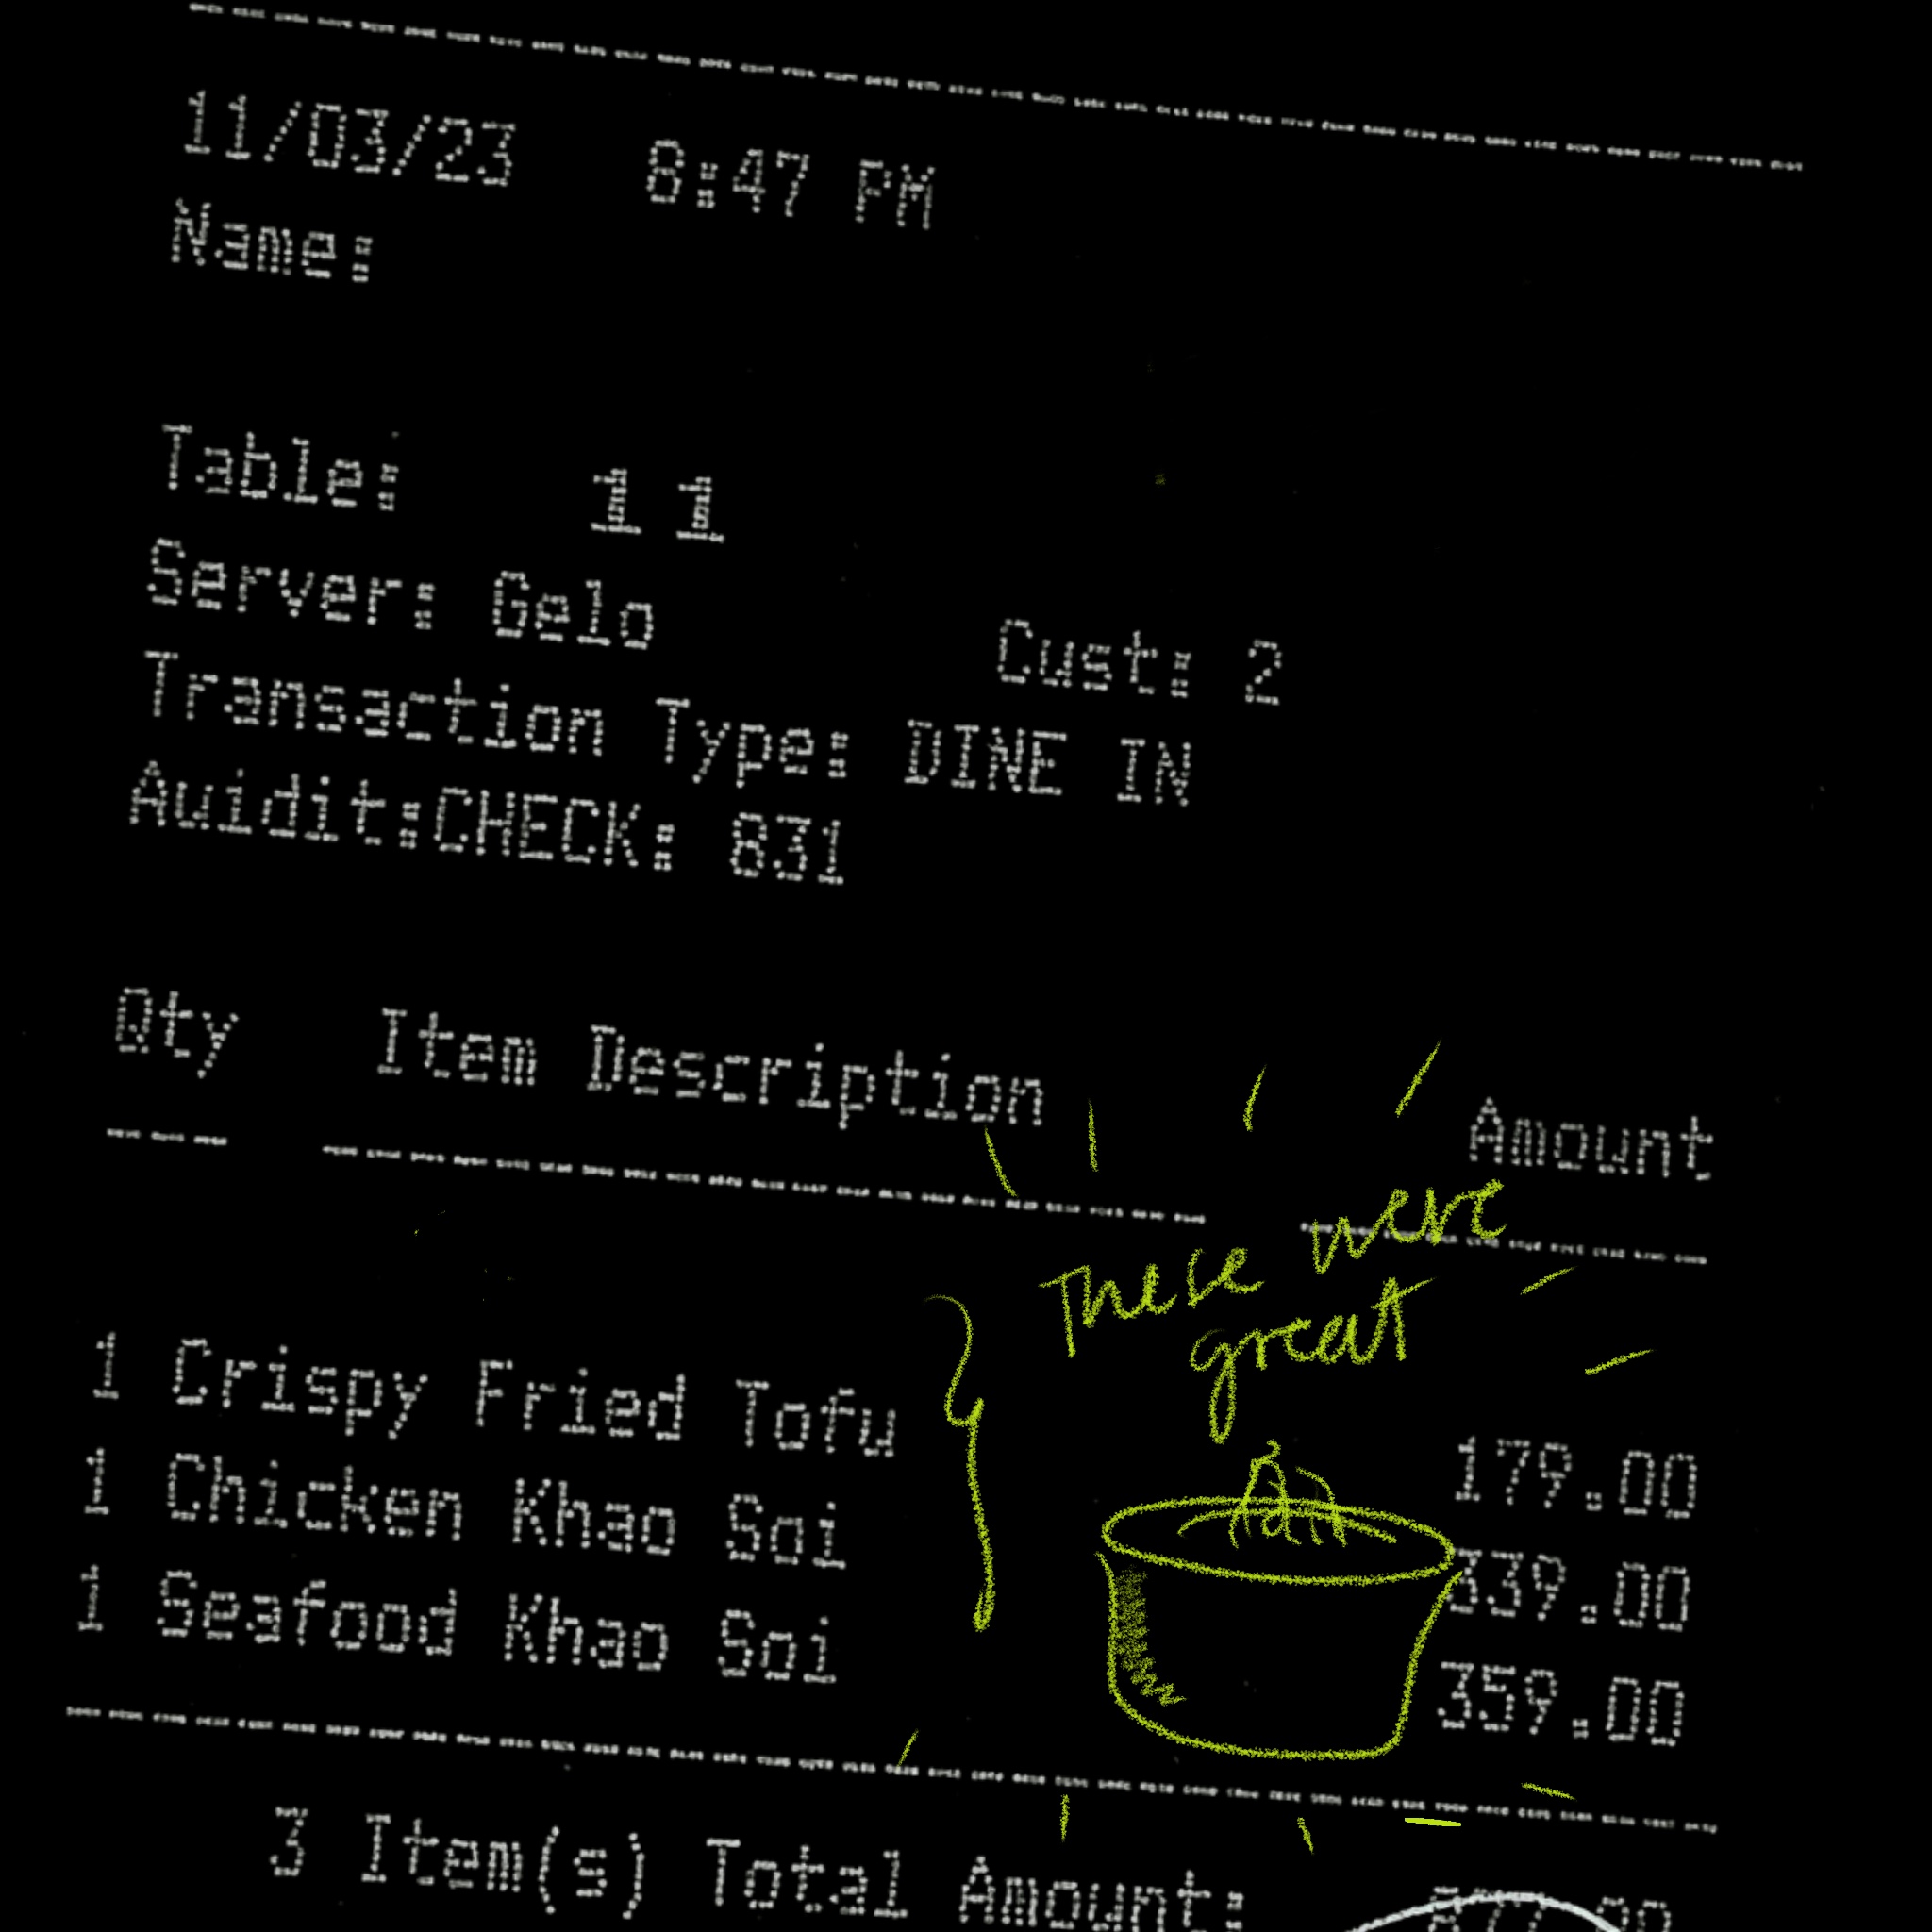 11/03/23 8:47 PM
Name:
Table: 11
Server: Gelo Cust: 2
Transaction Type: DINE IN
Auidit:CHECK: 831
Qty Item Description Amount
These were
great
1 Crispy Fried Tofu 179.00
1 Chicken Khao Soi 339.00
1 Seafood Khao Soi 359.00
3 Item(s) Total Amount: